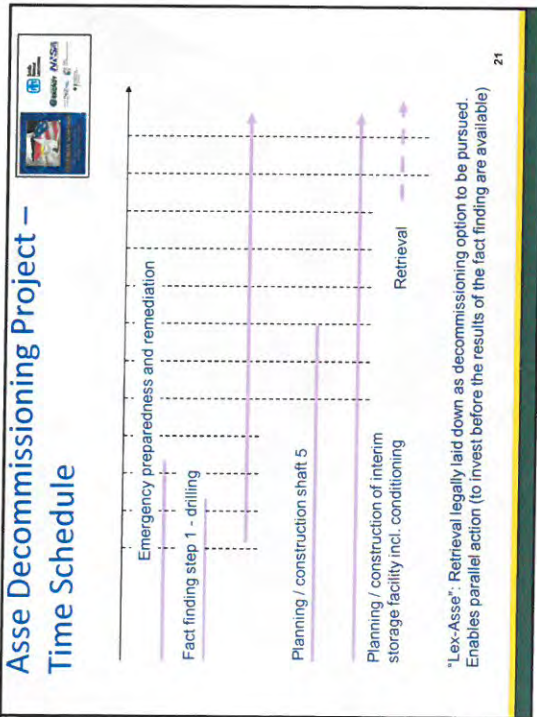 Asse Decommissioning Project –
Time Schedule
Emergency preparedness and remediation
Fact finding step 1 - drilling
Planning / construction shaft 5
Planning / construction of interim
storage facility incl. conditioning
Retrieval
"Lex-Asse": Retrieval legally laid down as decommissioning option to be pursued.
Enables parallel action (to invest before the results of the fact finding are available)
21